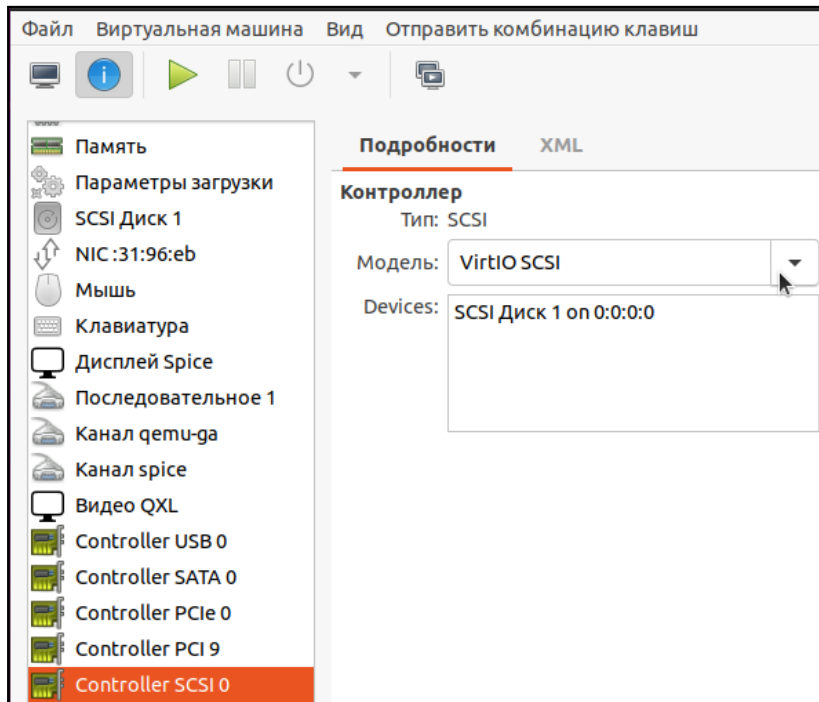 Файл Виртуальная машина Вид Отправить комбинацию клавиш
Память
Параметры загрузки
SCSI Диск 1
NIC :31:96:eb
Мышь
Клавиатура
Дисплей Spice
Последовательное 1
Канал qemu-ga
Канал spice
Видео QXL
Controller USB 0
Controller SATA 0
Controller PCIe 0
Controller PCI 9
Controller SCSI 0
Подробности XML
Контроллер
Тип: SCSI
Модель: VirtIO SCSI
Devices: SCSI Диск 1 on 0:0:0:0